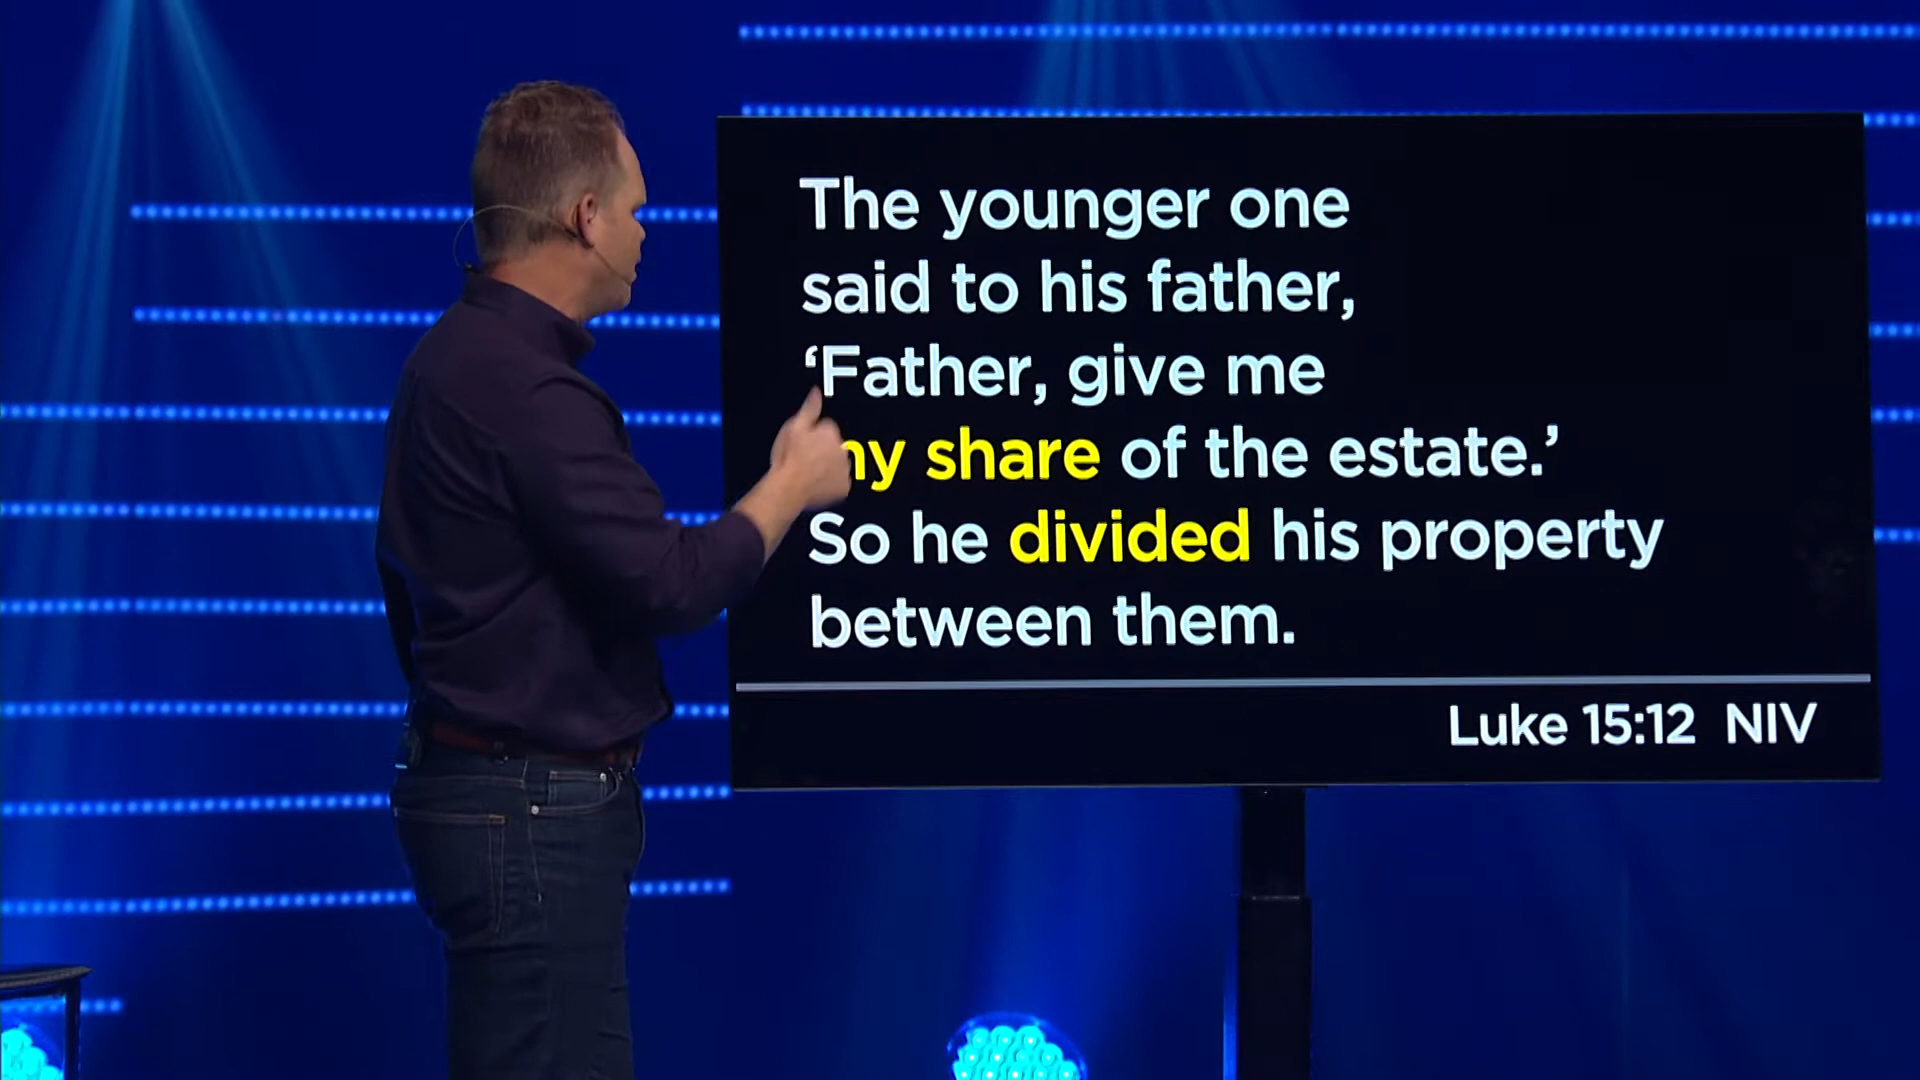 The younger one
said to his father,
‘Father, give me
share of the estate.’
So he divided his property
between them.
Luke 15:12 NIV